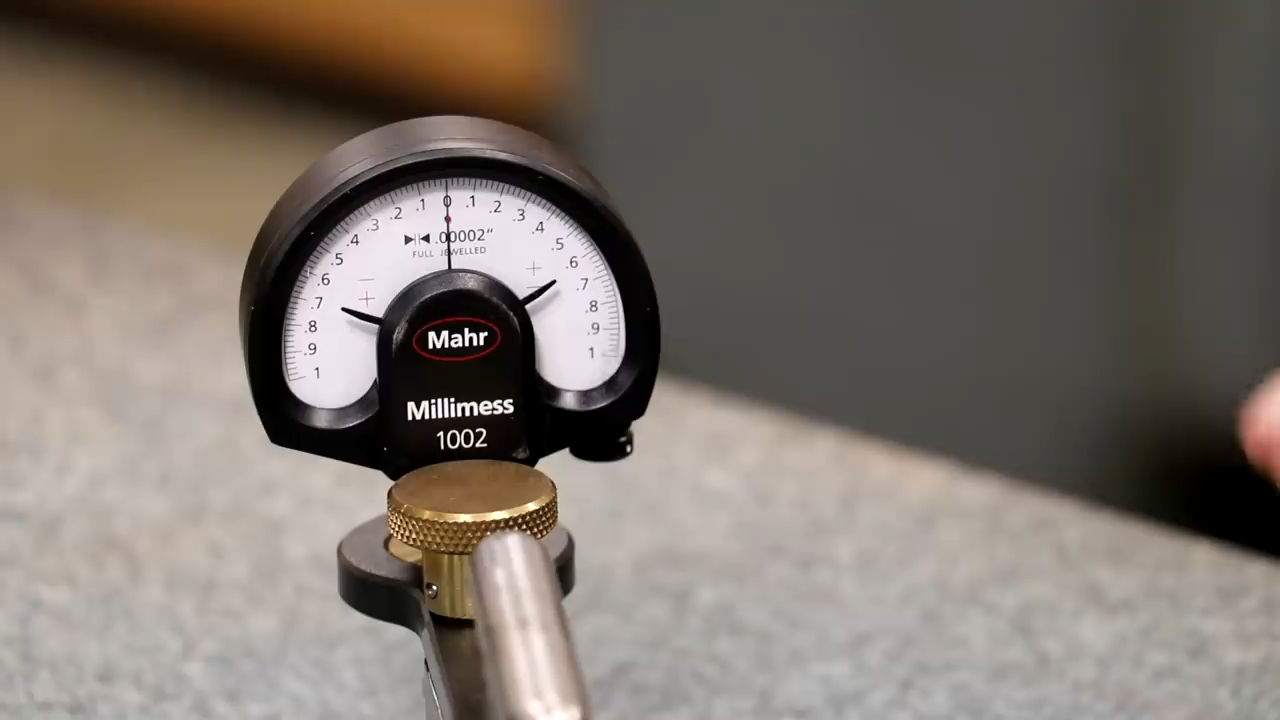 1 .9 .8 .7 .6 .5 .4 .3 .2 .1 0 .1 .2 .3 .4 .5 .6 .7 .8 .9 1
.00002"
FULL JEWELLED
− +
+ −
Mahr
Millimess
1002